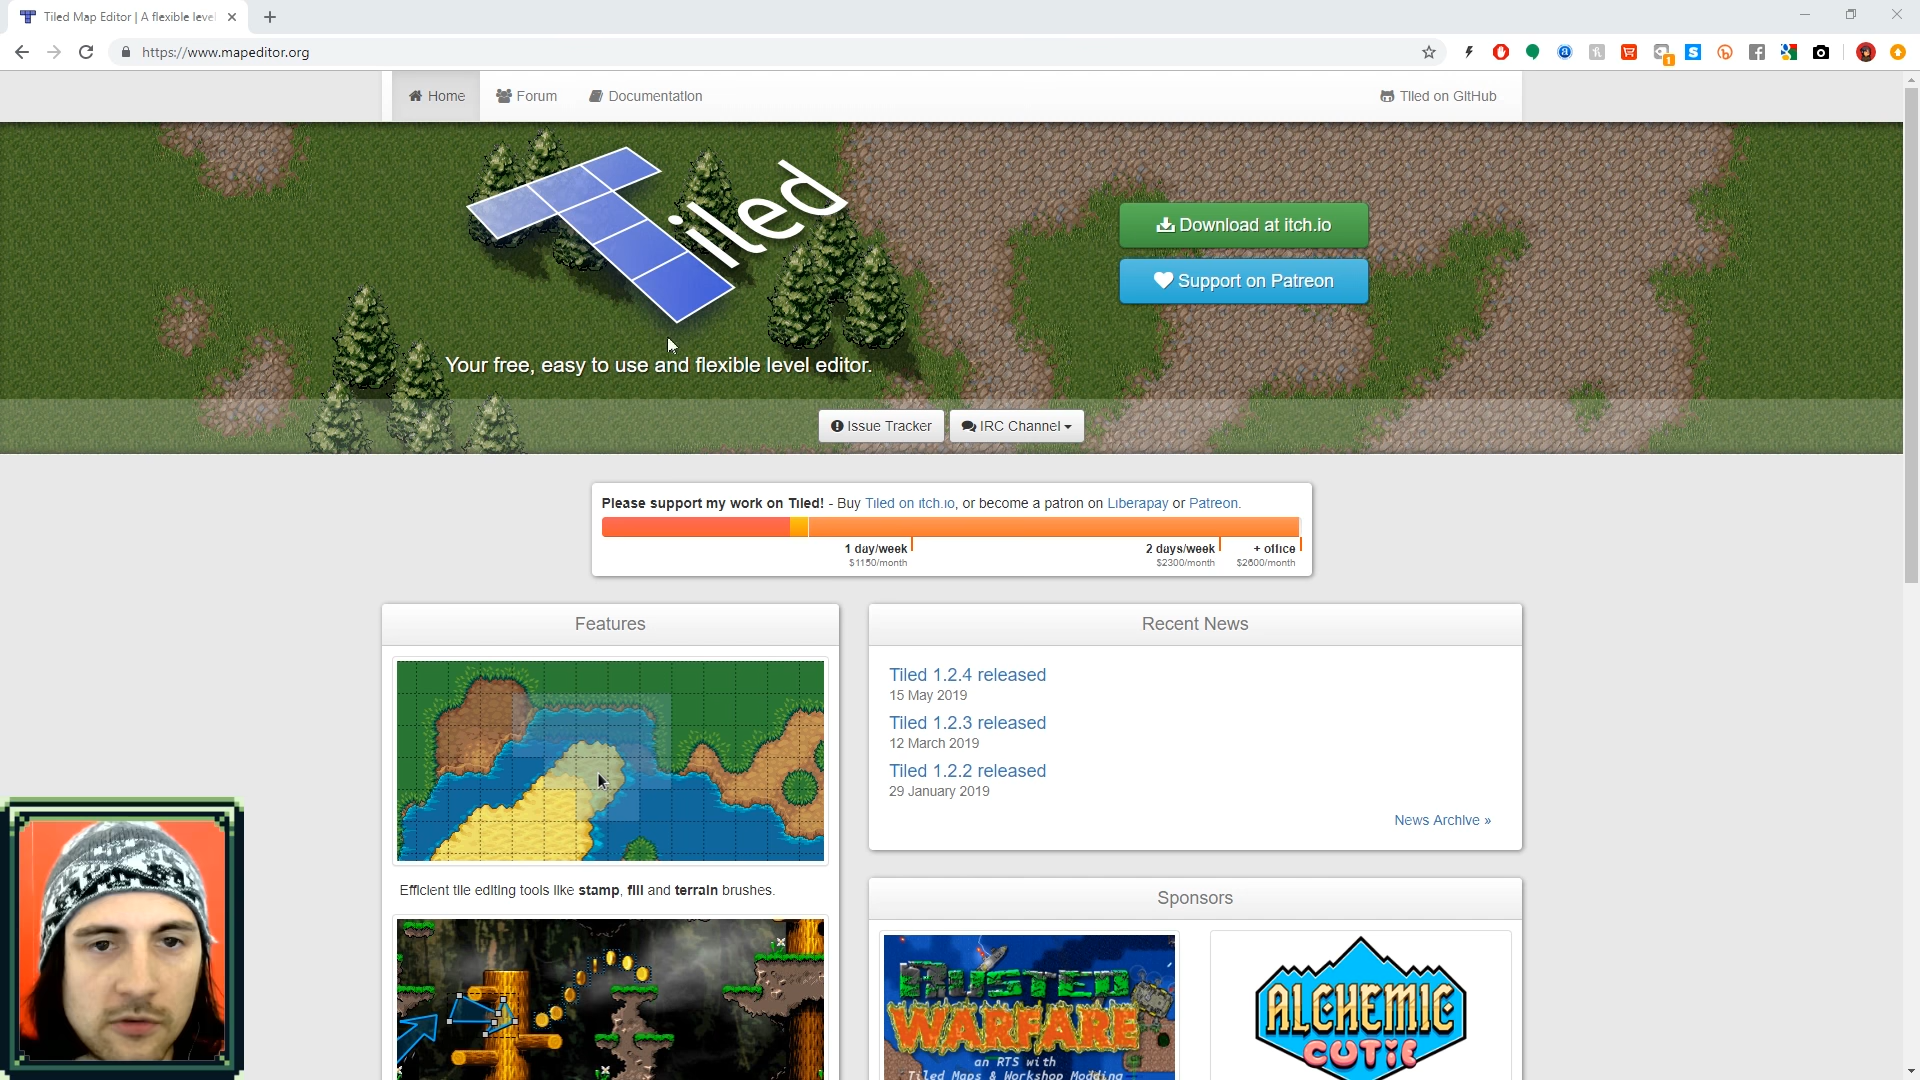 Tiled Map Editor | A flexible level
https://www.mapeditor.org
Home
Forum
Documentation
Tiled on GitHub
Tiled
Download at itch.io
Support on Patreon
Your free, easy to use and flexible level editor.
Issue Tracker
IRC Channel
Please support my work on Tiled! - Buy Tiled on itch.io, or become a patron on Liberapay or Patreon.
1 day/week
2 days/week
+ office
$1150/month
$2300/month
$2600/month
Features
Recent News
Tiled 1.2.4 released
15 May 2019
Tiled 1.2.3 released
12 March 2019
Tiled 1.2.2 released
29 January 2019
News Archive »
Efficient tile editing tools like stamp, fill and terrain brushes.
Sponsors
RUSTED
WARFARE
an RTS with
Tiled Maps & Workshop Modding
ALCHEMIC
CUTIE